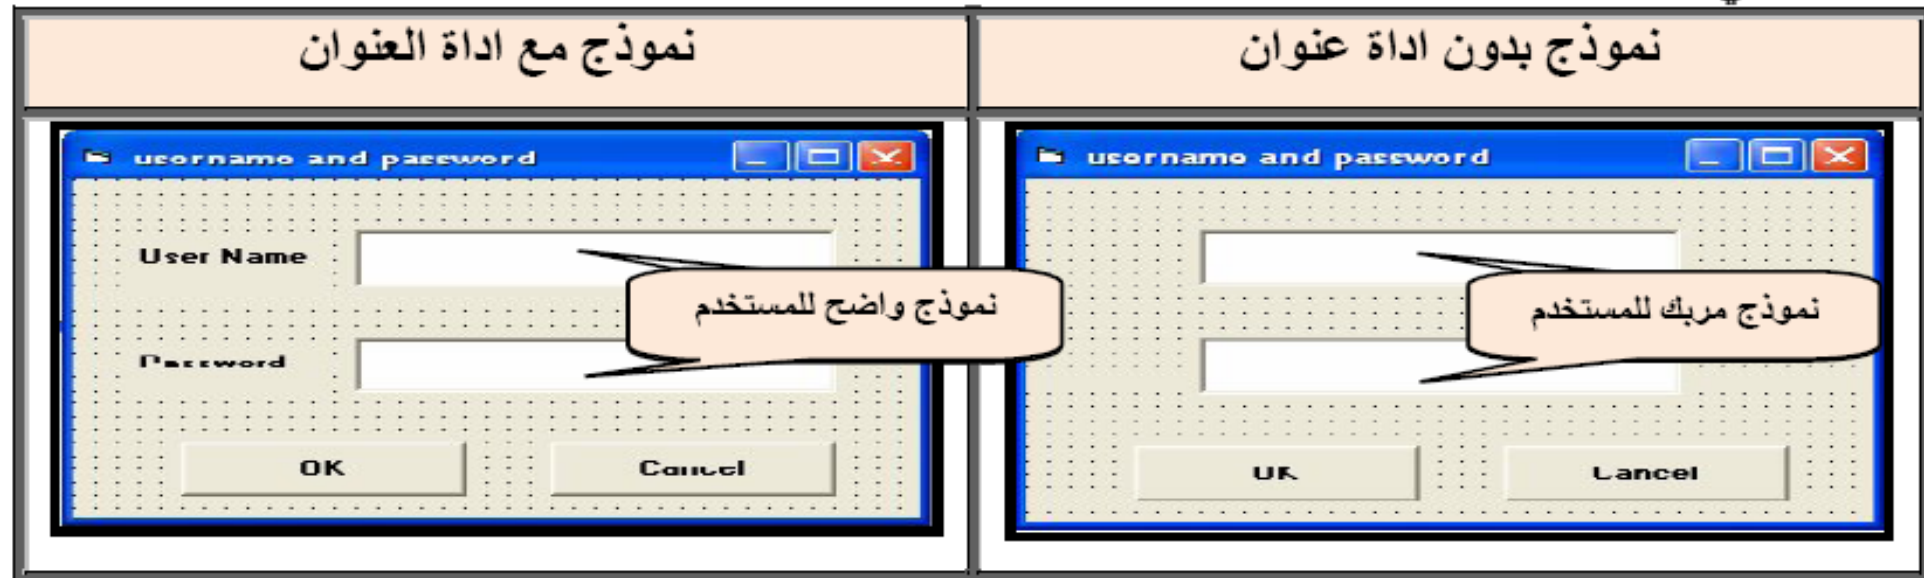 نموذج بدون اداة عنوان
نموذج مع اداة العنوان
username and password
نموذج مربك للمستخدم
OK
Cancel
username and password
User Name
نموذج واضح للمستخدم
Password
OK
Cancel